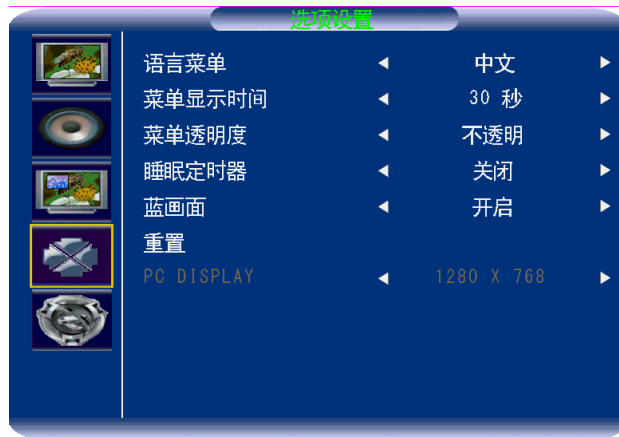 选项设置
语言菜单 中文
菜单显示时间 30 秒
菜单透明度 不透明
睡眠定时器 关闭
蓝画面 开启
重置
PC DISPLAY 1280 X 768